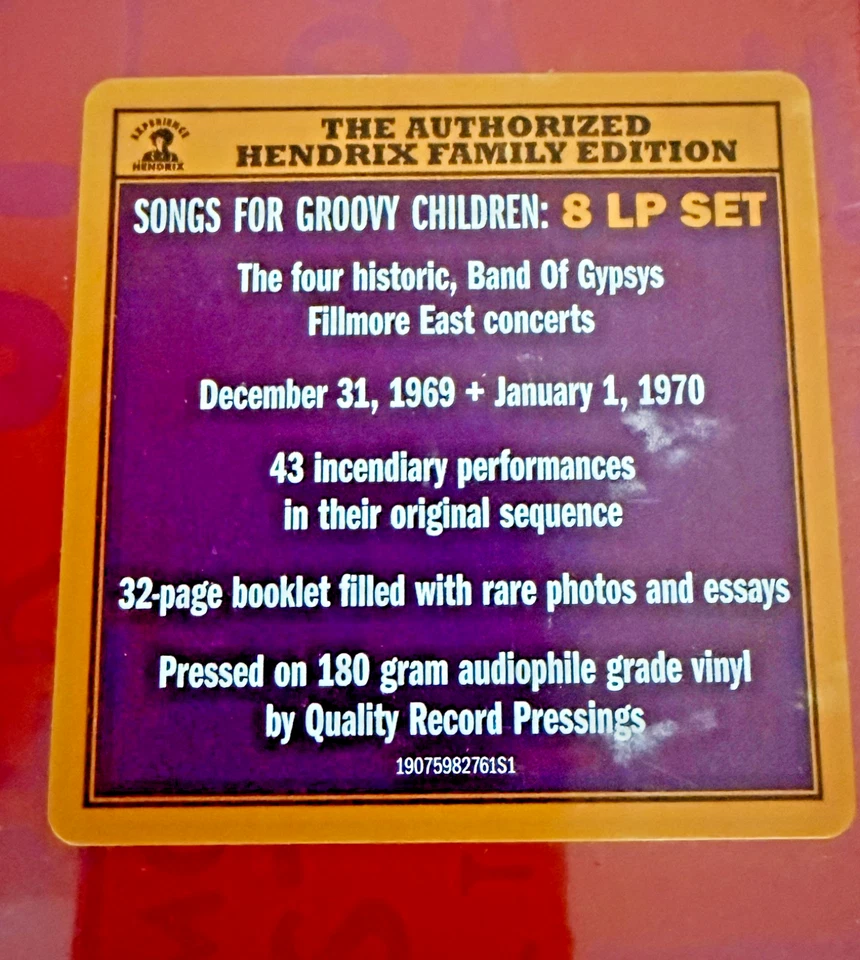 EXPERIENCE
HENDRIX
THE AUTHORIZED
HENDRIX FAMILY EDITION
SONGS FOR GROOVY CHILDREN: 8 LP SET
The four historic, Band Of Gypsys
Fillmore East concerts
December 31, 1969 + January 1, 1970
43 incendiary performances
in their original sequence
32-page booklet filled with rare photos and essays
Pressed on 180 gram audiophile grade vinyl
by Quality Record Pressings
19075982761S1